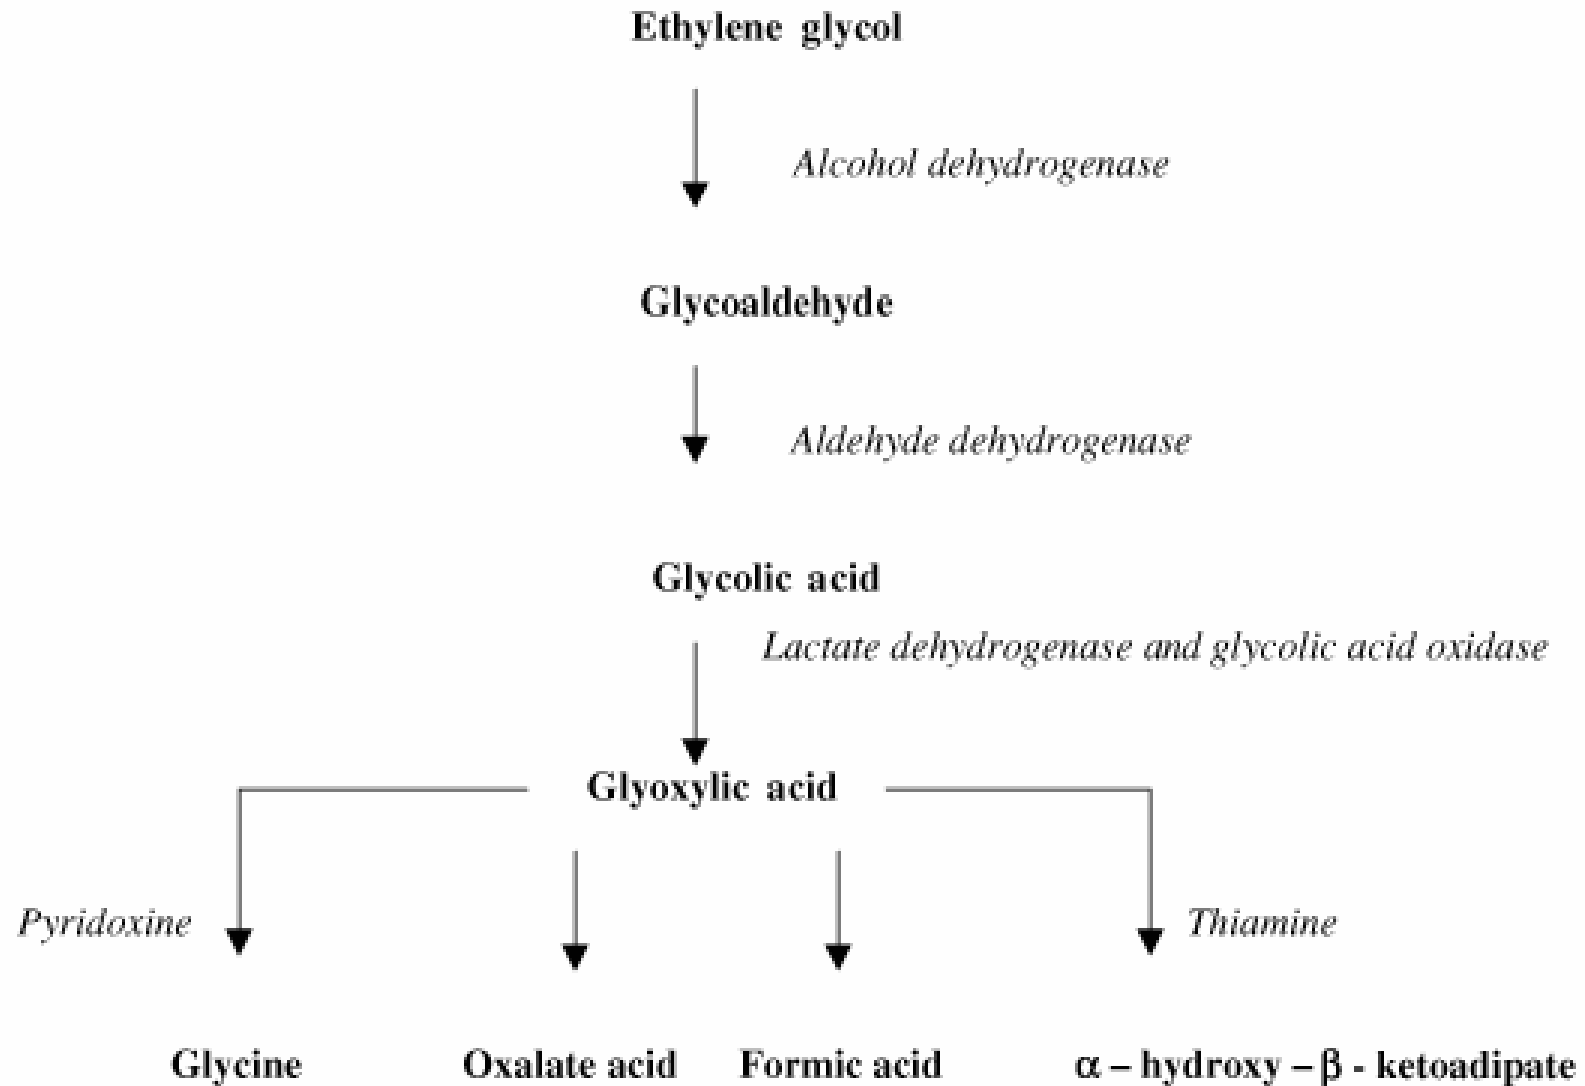 Ethylene glycol
Alcohol dehydrogenase
Glycoaldehyde
Aldehyde dehydrogenase
Glycolic acid
Lactate dehydrogenase and glycolic acid oxidase
Glyoxylic acid
Pyridoxine
Thiamine
Glycine
Oxalate acid
Formic acid
α – hydroxy – β - ketoadipate